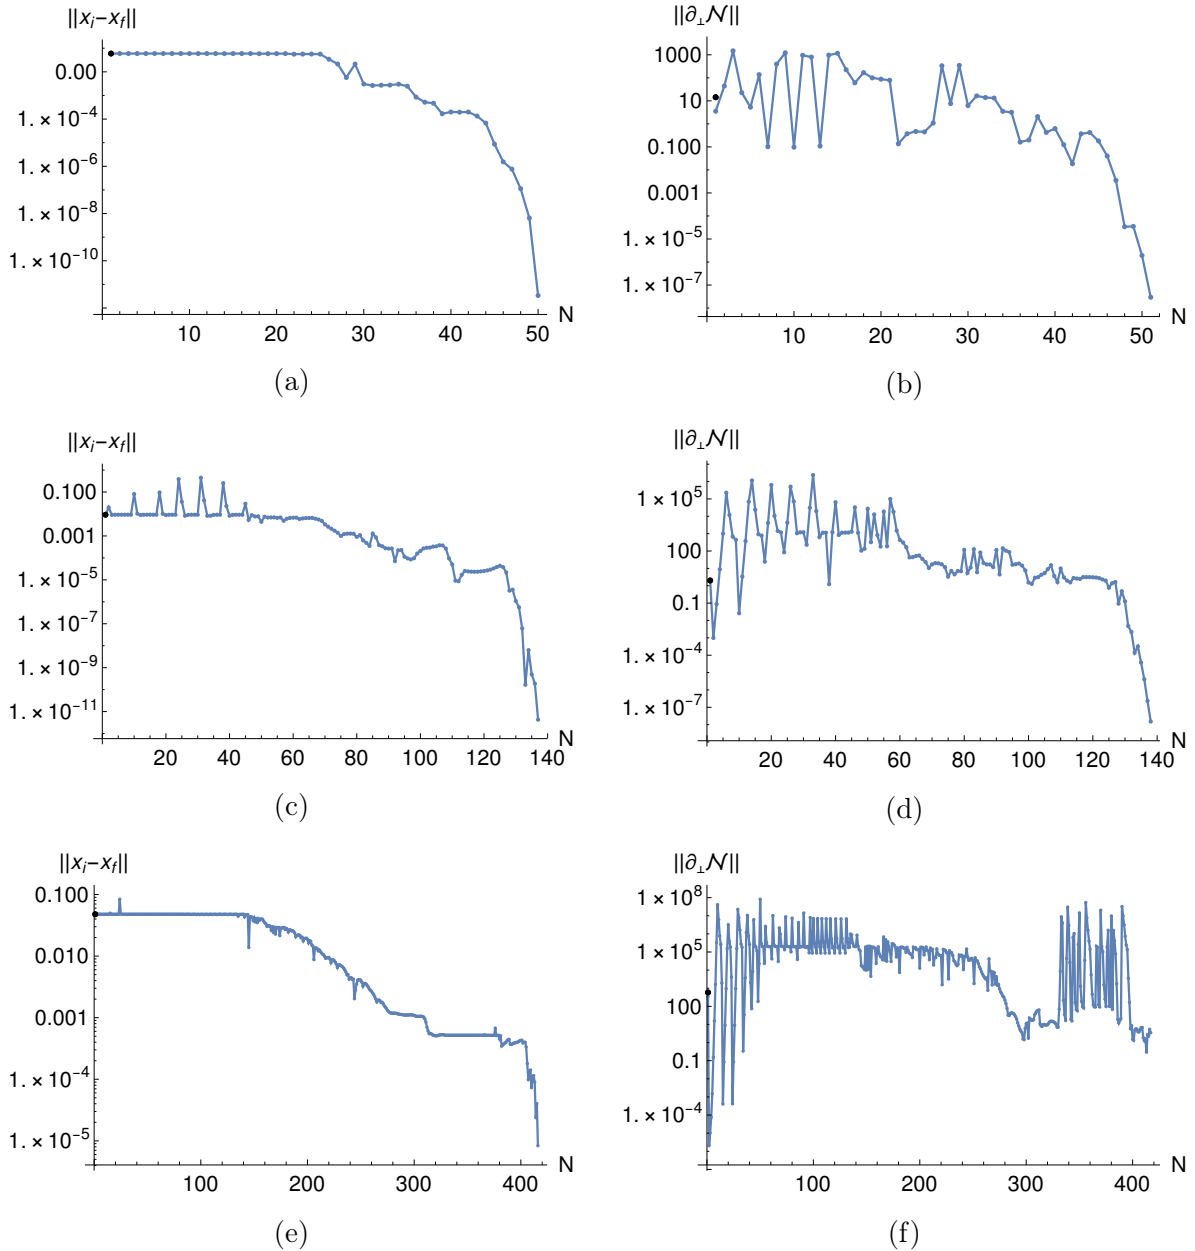 ||x_i−x_f||
0.00
1. × 10^−4
1. × 10^−6
1. × 10^−8
1. × 10^−10
10 20 30 40 50 N
(a)
||∂_⊥𝒩||
1000
10
0.100
0.001
1. × 10^−5
1. × 10^−7
10 20 30 40 50 N
(b)
||x_i−x_f||
0.100
0.001
1. × 10^−5
1. × 10^−7
1. × 10^−9
1. × 10^−11
20 40 60 80 100 120 140 N
(c)
||∂_⊥𝒩||
1 × 10^5
100
0.1
1. × 10^−4
1. × 10^−7
20 40 60 80 100 120 140 N
(d)
||x_i−x_f||
0.100
0.010
0.001
1. × 10^−4
1. × 10^−5
100 200 300 400 N
(e)
||∂_⊥𝒩||
1 × 10^8
1 × 10^5
100
0.1
1. × 10^−4
100 200 300 400 N
(f)